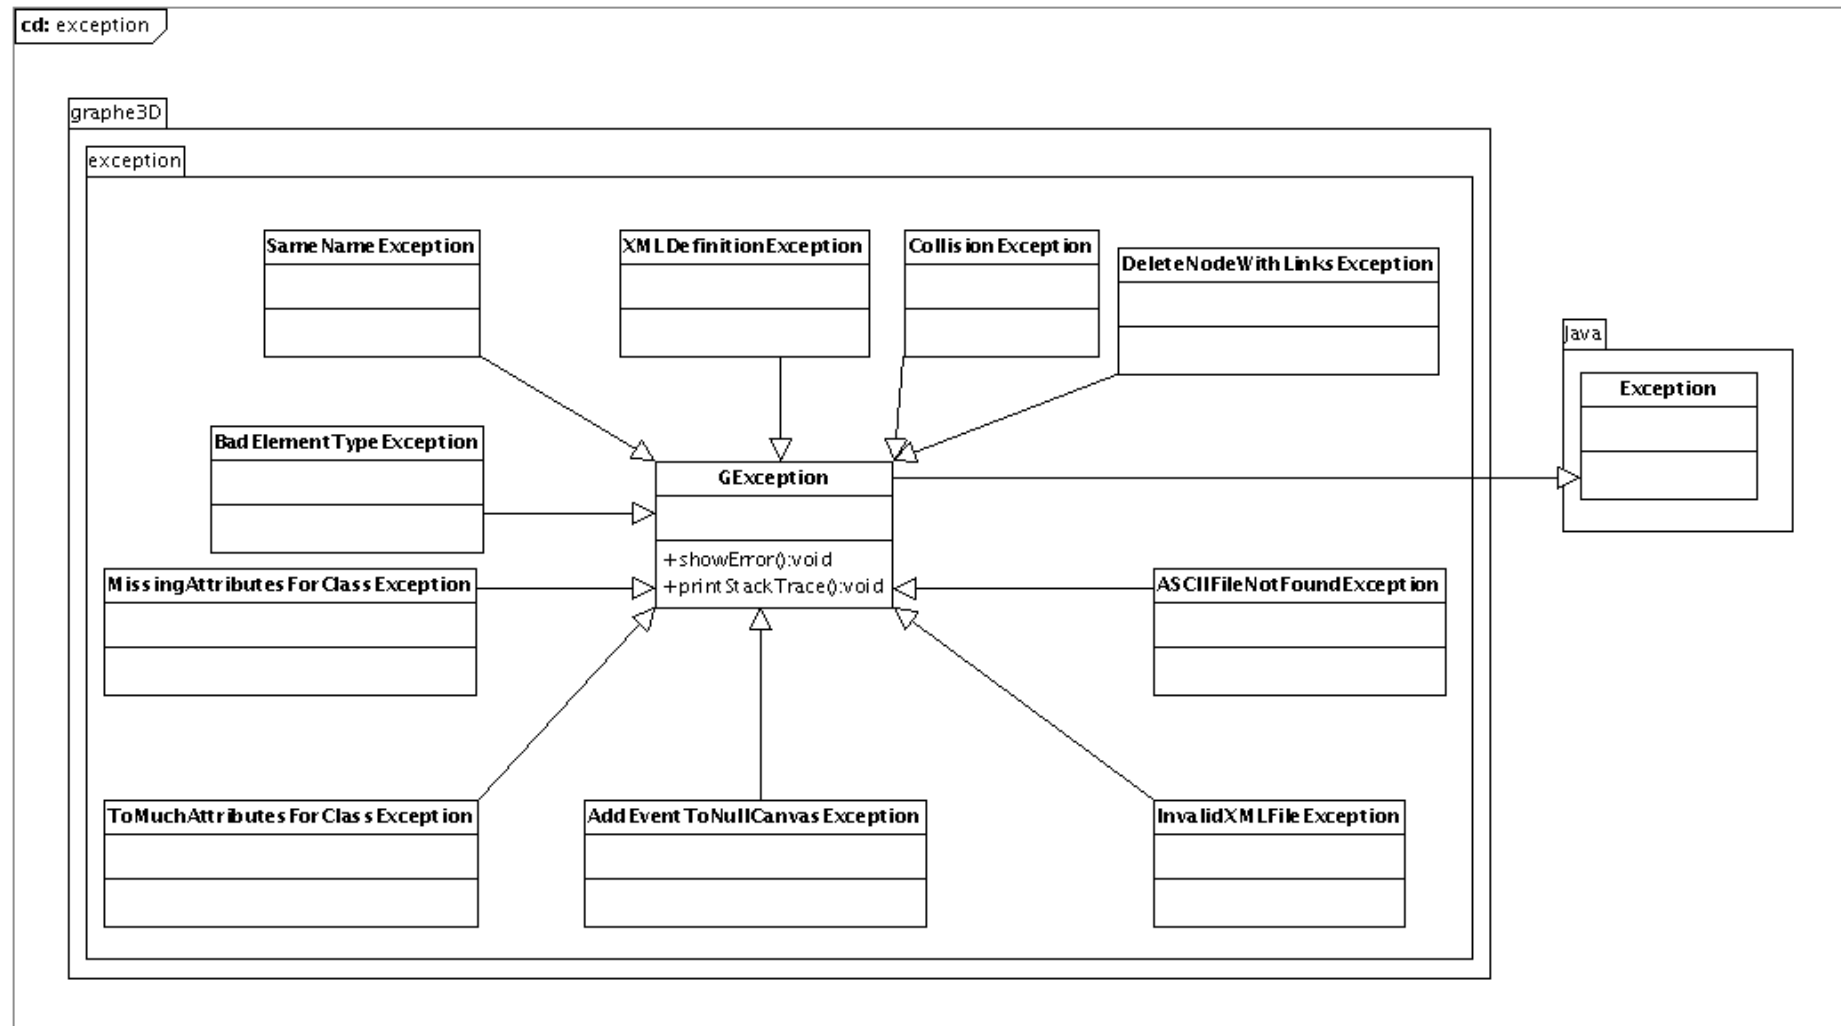 cd: exception
graphe3D
exception
SameNameException
XMLDefinitionException
CollisionException
DeleteNodeWithLinksException
Java
Exception
BadElementTypeException
GException
+showError():void
+printStackTrace():void
MissingAttributesForClassException
ASCIIFileNotFoundException
ToMuchAttributesForClassException
AddEventToNullCanvasException
InvalidXMLFileException